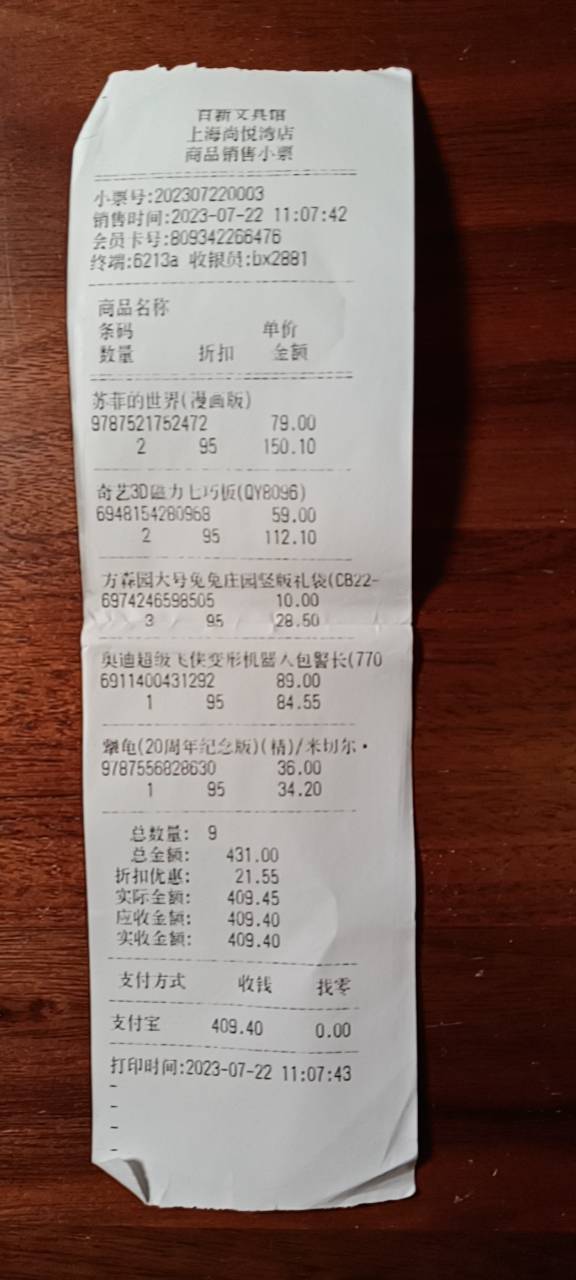 百新文具馆
上海尚悦湾店
商品销售小票
小票号:202307220003
销售时间:2023-07-22 11:07:42
会员卡号:809342266476
终端:6213a 收银员:bx2881
商品名称
条码 单价
数量 折扣 金额
苏菲的世界(漫画版)
9787521752472 79.00
2 95 150.10
奇艺3D磁力七巧板(QY8096)
6948154280968 59.00
2 95 112.10
方森园大号兔兔庄园竖版礼袋(CB22-
6974246598505 10.00
3 95 28.50
奥迪超级飞侠变形机器人包警长(770
6911400431292 89.00
1 95 84.55
犟龟(20周年纪念版)(精)/米切尔·
9787556828630 36.00
1 95 34.20
总数量: 9
总金额: 431.00
折扣优惠: 21.55
实际金额: 409.45
应收金额: 409.40
实收金额: 409.40
支付方式 收钱 找零
支付宝 409.40 0.00
打印时间:2023-07-22 11:07:43